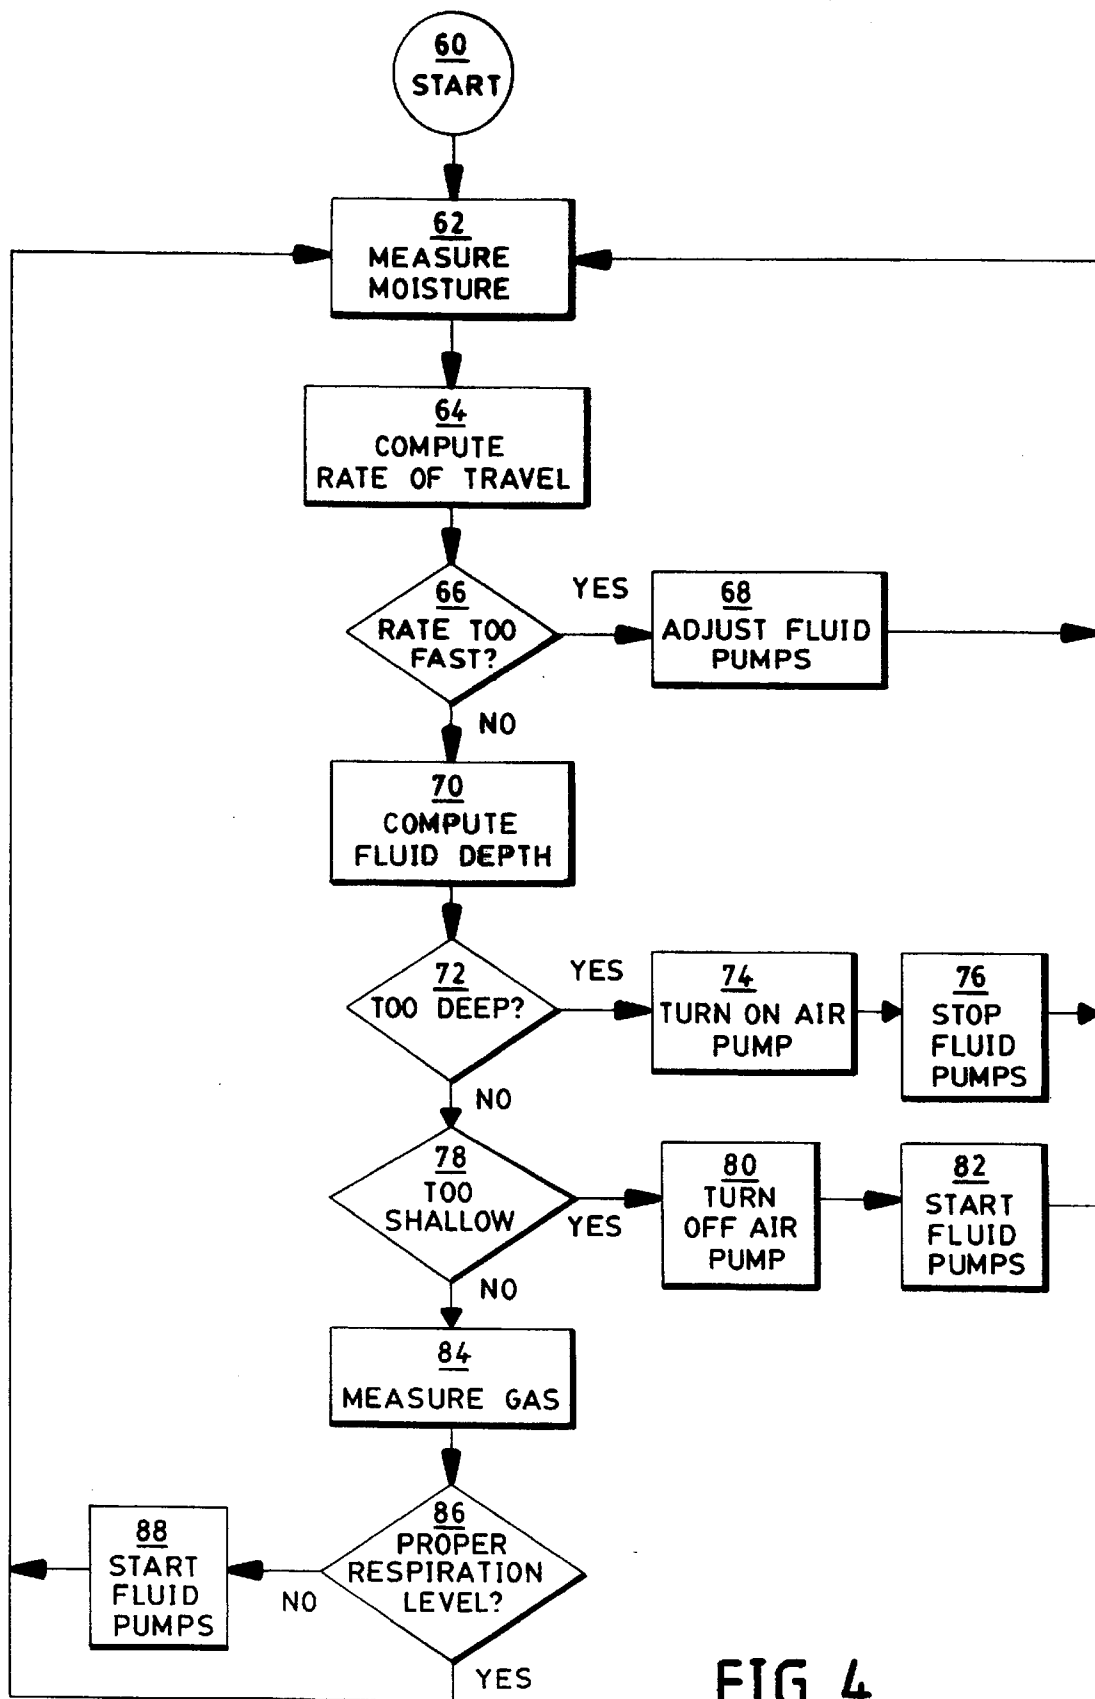 60
START
62
MEASURE
MOISTURE
64
COMPUTE
RATE OF TRAVEL
66
RATE TOO
FAST?
YES
68
ADJUST FLUID
PUMPS
NO
70
COMPUTE
FLUID DEPTH
72
TOO DEEP?
YES
74
TURN ON AIR
PUMP
76
STOP
FLUID
PUMPS
NO
78
TOO
SHALLOW
YES
80
TURN
OFF AIR
PUMP
82
START
FLUID
PUMPS
NO
84
MEASURE GAS
86
PROPER
RESPIRATION
LEVEL?
NO
88
START
FLUID
PUMPS
YES
FIG 4